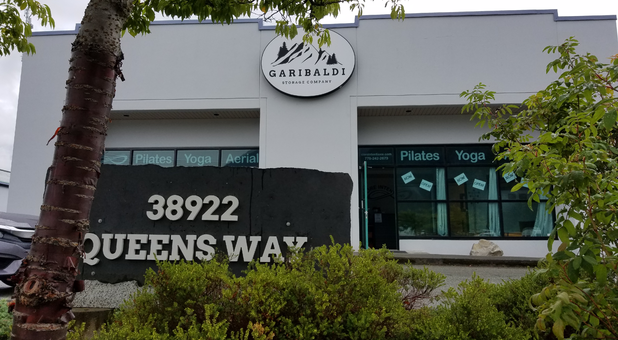 GARIBALDI
STORAGE COMPANY
Pilates Yoga Aerial
Pilates Yoga
38922
QUEENS WAY